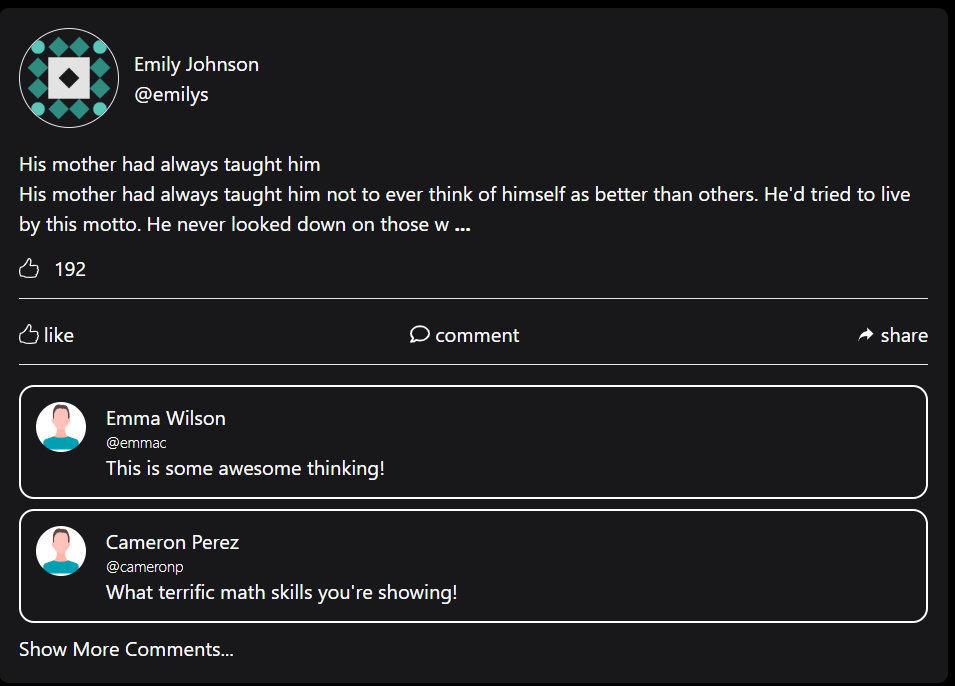 Emily Johnson
@emilys
His mother had always taught him
His mother had always taught him not to ever think of himself as better than others. He'd tried to live
by this motto. He never looked down on those w ...
192
like
comment
share
Emma Wilson
@emmac
This is some awesome thinking!
Cameron Perez
@cameronp
What terrific math skills you're showing!
Show More Comments...